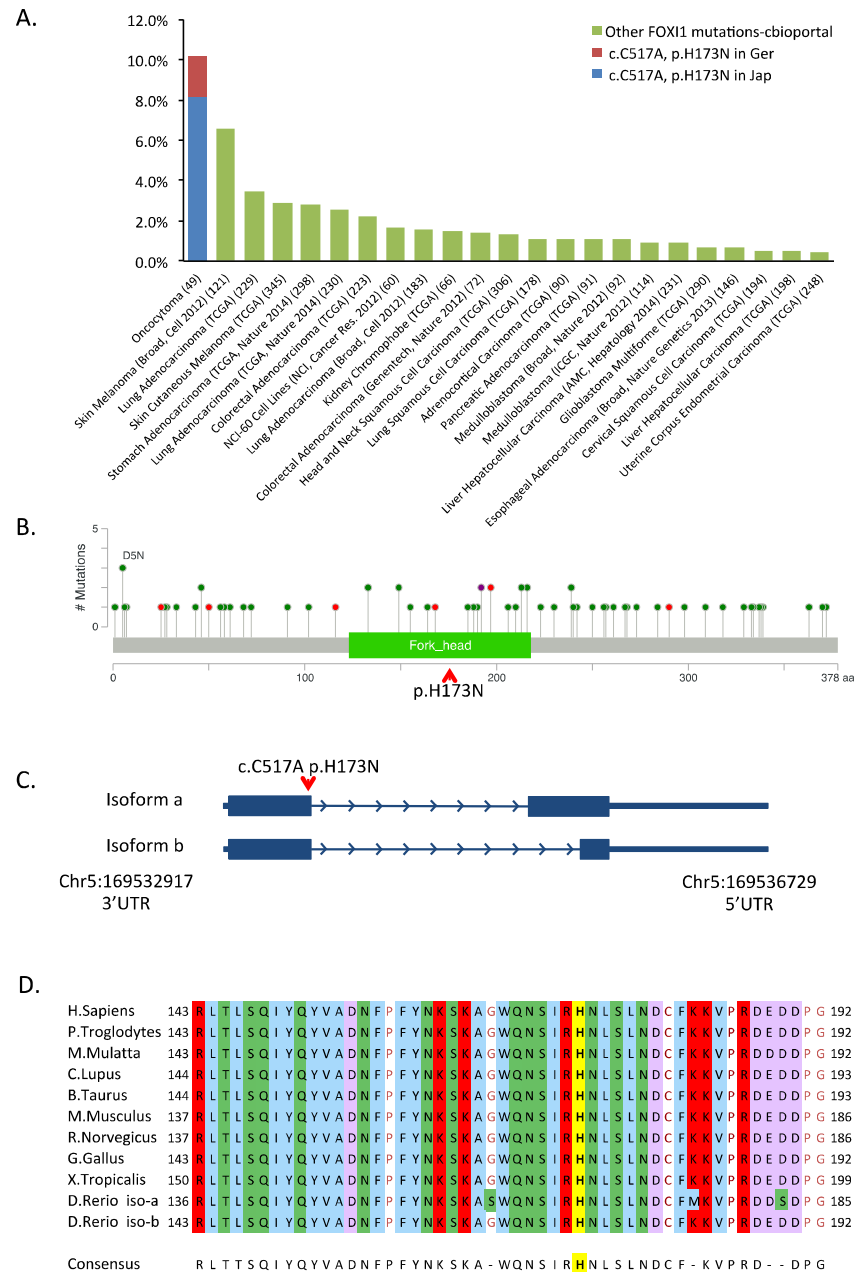 A.
12.0%
10.0%
8.0%
6.0%
4.0%
2.0%
0.0%
Other FOXI1 mutations-cbioportal
c.C517A, p.H173N in Ger
c.C517A, p.H173N in Jap
Oncocytoma (49)
Skin Melanoma (Broad, Cell 2012) (121)
Lung Adenocarcinoma (TCGA) (229)
Skin Cutaneous Melanoma (TCGA) (345)
Stomach Adenocarcinoma (TCGA, Nature 2014) (298)
Lung Adenocarcinoma (TCGA, Nature 2014) (230)
Colorectal Adenocarcinoma (TCGA) (223)
NCI-60 Cell Lines (NCI, Cancer Res. 2012) (60)
Lung Adenocarcinoma (Broad, Cell 2012) (183)
Kidney Chromophobe (TCGA) (66)
Colorectal Adenocarcinoma (Genentech, Nature 2012) (72)
Head and Neck Squamous Cell Carcinoma (TCGA) (306)
Lung Squamous Cell Carcinoma (TCGA) (178)
Adrenocortical Carcinoma (TCGA) (90)
Pancreatic Adenocarcinoma (TCGA) (91)
Medulloblastoma (Broad, Nature 2012) (92)
Medulloblastoma (ICGC, Nature 2012) (114)
Liver Hepatocellular Carcinoma (AMC, Hepatology 2014) (231)
Glioblastoma Multiforme (TCGA) (290)
Esophageal Adenocarcinoma (Broad, Nature Genetics 2013) (146)
Cervical Squamous Cell Carcinoma (TCGA) (194)
Liver Hepatocellular Carcinoma (TCGA) (198)
Uterine Corpus Endometrial Carcinoma (TCGA) (248)
B.
# Mutations
5
0
D5N
Fork_head
0 100 200 300 378 aa
p.H173N
C.
c.C517A p.H173N
Isoform a
Isoform b
Chr5:169532917
3’UTR
Chr5:169536729
5’UTR
D.
H.Sapiens 143 R L T L S Q I Y Q Y V A D N F P F Y N K S K A G W Q N S I R H N L S L N D C F K K V P R D E D D P G 192
P.Troglodytes 143 R L T L S Q I Y Q Y V A D N F P F Y N K S K A G W Q N S I R H N L S L N D C F K K V P R D E D D P G 192
M.Mulatta 143 R L T L S Q I Y Q Y V A D N F P F Y N K S K A G W Q N S I R H N L S L N D C F K K V P R D D D D P G 192
C.Lupus 144 R L T L S Q I Y Q Y V A D N F P F Y N K S K A G W Q N S I R H N L S L N D C F K K V P R D E D D P G 193
B.Taurus 144 R L T L S Q I Y Q Y V A D N F P F Y N K S K A G W Q N S I R H N L S L N D C F K K V P R D E D D P G 193
M.Musculus 137 R L T L S Q I Y Q Y V A D N F P F Y N K S K A G W Q N S I R H N L S L N D C F K K V P R D E D D P G 186
R.Norvegicus 137 R L T L S Q I Y Q Y V A D N F P F Y N K S K A G W Q N S I R H N L S L N D C F K K V P R D E D D P G 186
G.Gallus 143 R L T L S Q I Y Q Y V A D N F P F Y N K S K A G W Q N S I R H N L S L N D C F K K V P R D E D D P G 192
X.Tropicalis 150 R L T L S Q I Y Q Y V A D N F P F Y N K S K A G W Q N S I R H N L S L N D C F K K V P R D E D D P G 199
D.Rerio iso-a 136 R L T L S Q I Y Q Y V A D N F P F Y N K S K A S W Q N S I R H N L S L N D C F M K V P R D D S D P G 185
D.Rerio iso-b 143 R L T L S Q I Y Q Y V A D N F P F Y N K S K A G W Q N S I R H N L S L N D C F K K V P R D E D D P G 192
Consensus R L T T S Q I Y Q Y V A D N F P F Y N K S K A - W Q N S I R H N L S L N D C F - K V P R D - - D P G